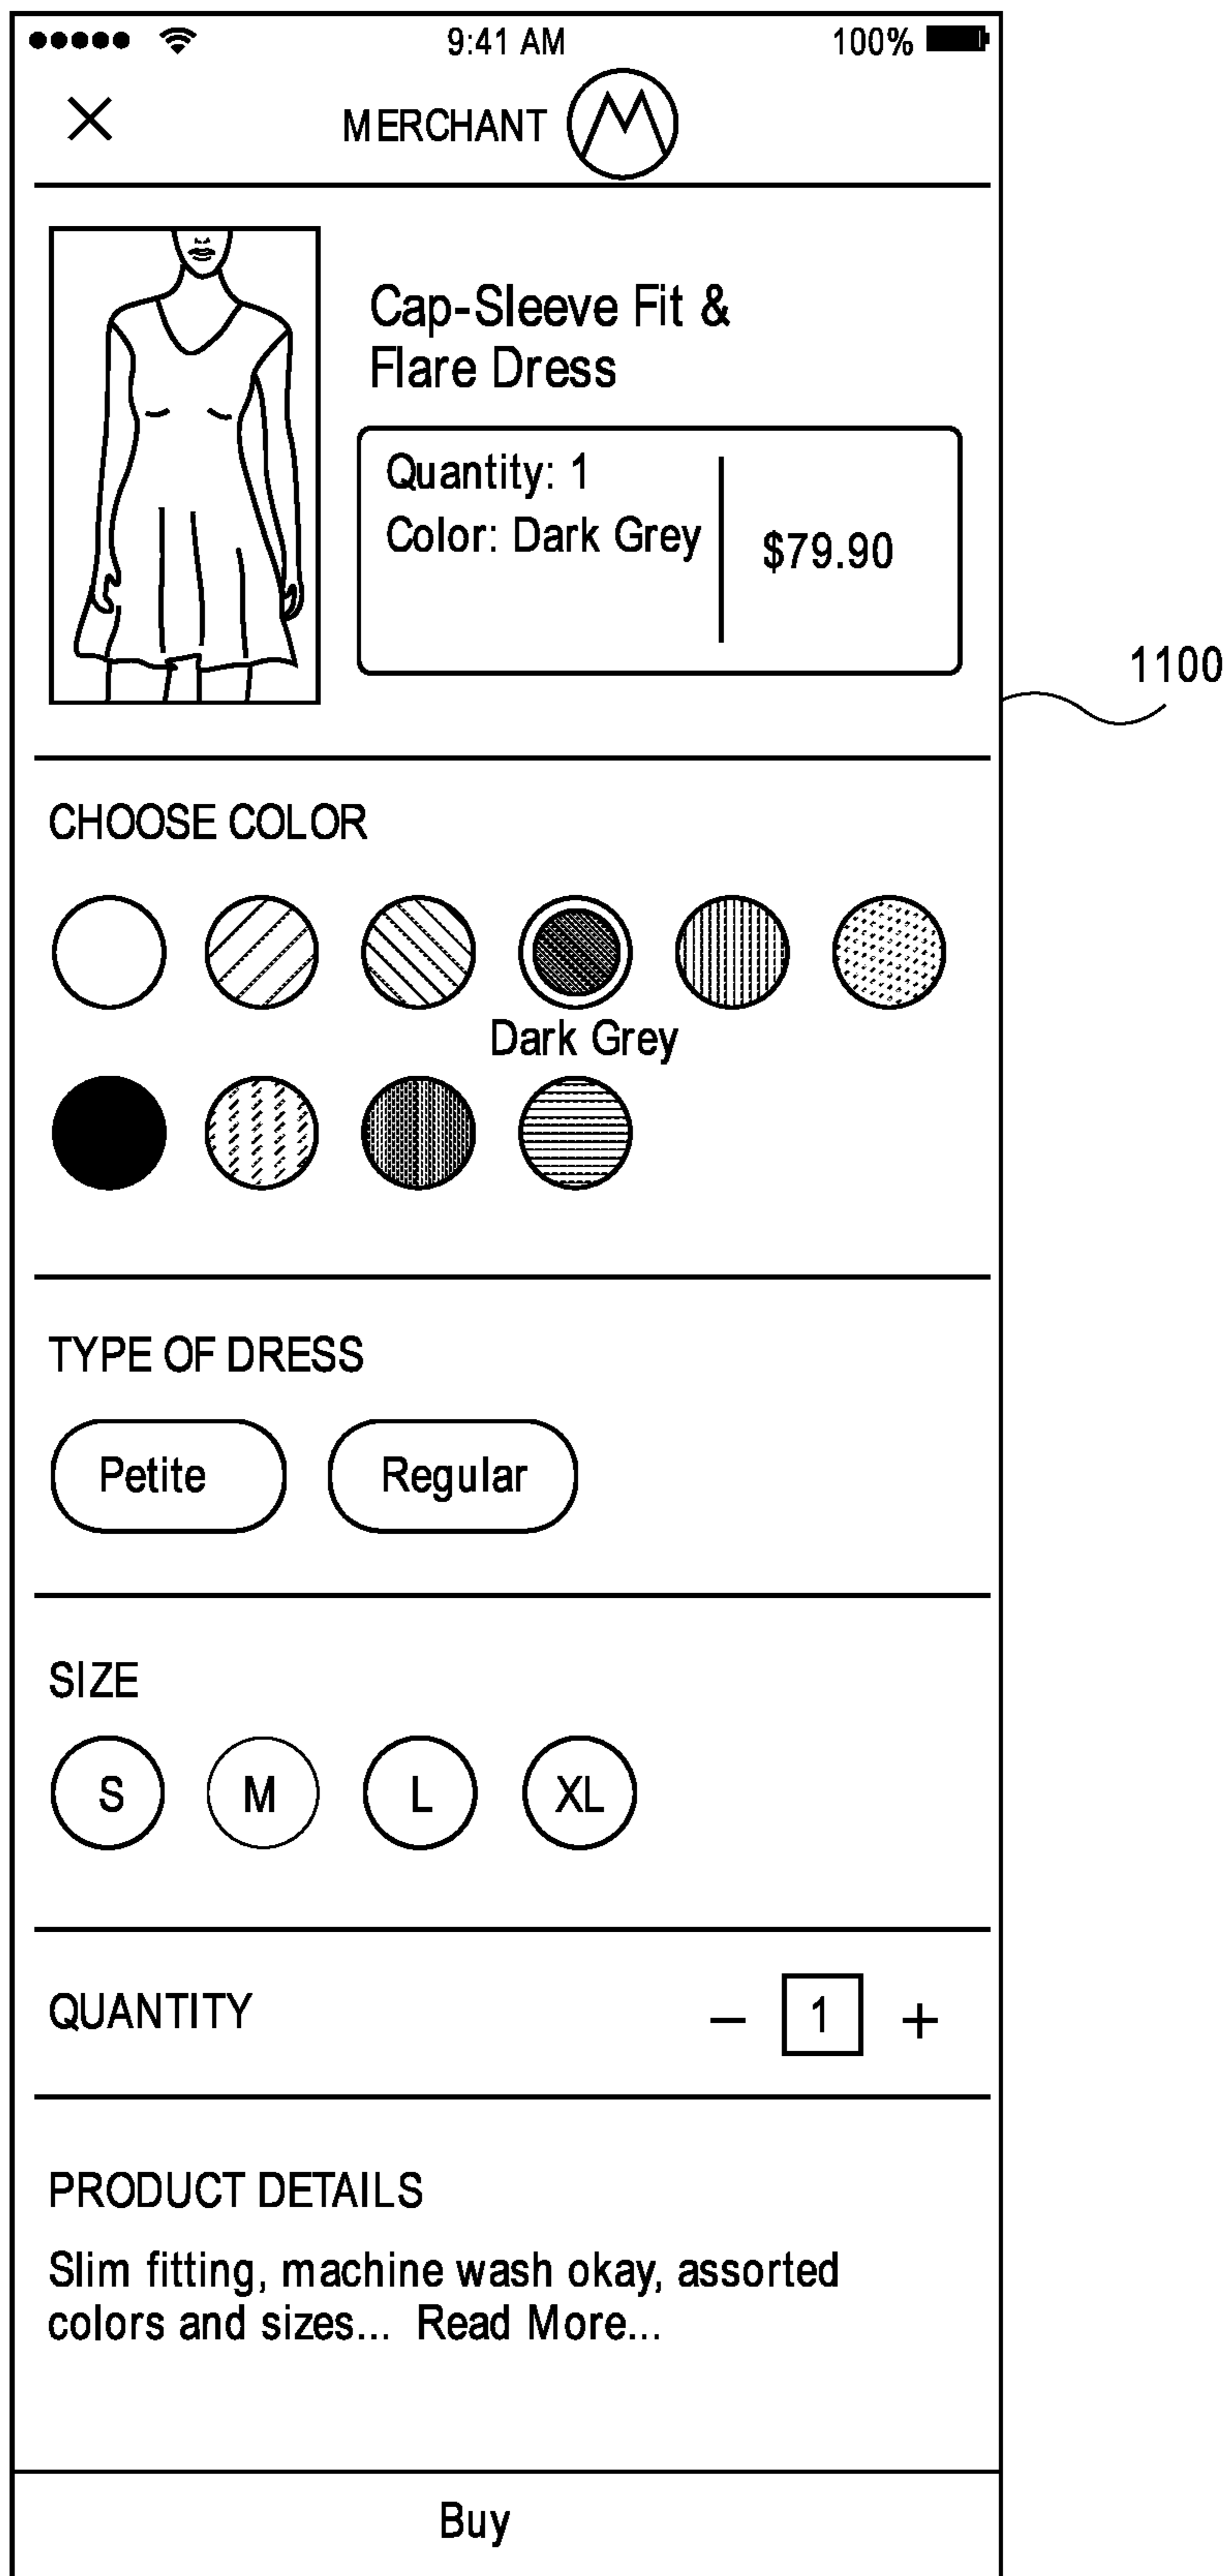 9:41 AM 100%
MERCHANT
Cap-Sleeve Fit &
Flare Dress
Quantity: 1
Color: Dark Grey
$79.90
1100
CHOOSE COLOR
Dark Grey
TYPE OF DRESS
Petite Regular
SIZE
S M L XL
QUANTITY – 1 +
PRODUCT DETAILS
Slim fitting, machine wash okay, assorted
colors and sizes... Read More...
Buy